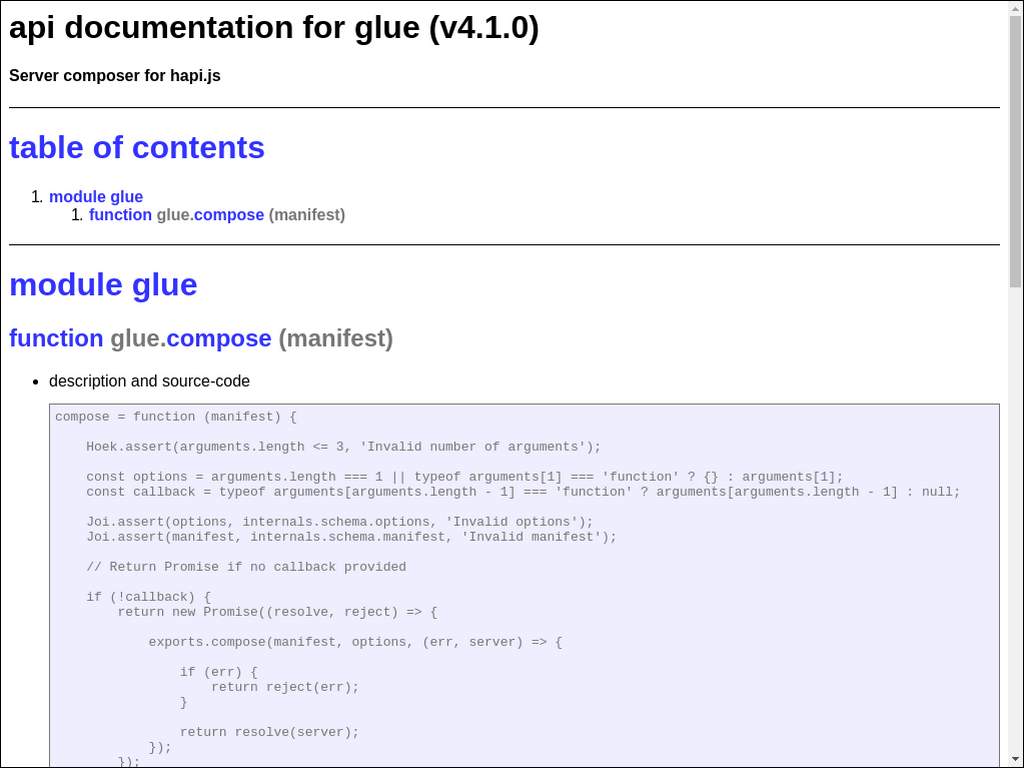 api documentation for glue (v4.1.0)
Server composer for hapi.js
table of contents
1. module glue
1. function glue.compose (manifest)
module glue
function glue.compose (manifest)
• description and source-code
compose = function (manifest) {
Hoek.assert(arguments.length <= 3, 'Invalid number of arguments');
const options = arguments.length === 1 || typeof arguments[1] === 'function' ? {} : arguments[1];
const callback = typeof arguments[arguments.length - 1] === 'function' ? arguments[arguments.length - 1] : null;
Joi.assert(options, internals.schema.options, 'Invalid options');
Joi.assert(manifest, internals.schema.manifest, 'Invalid manifest');
// Return Promise if no callback provided
if (!callback) {
return new Promise((resolve, reject) => {
exports.compose(manifest, options, (err, server) => {
if (err) {
return reject(err);
}
return resolve(server);
});
});